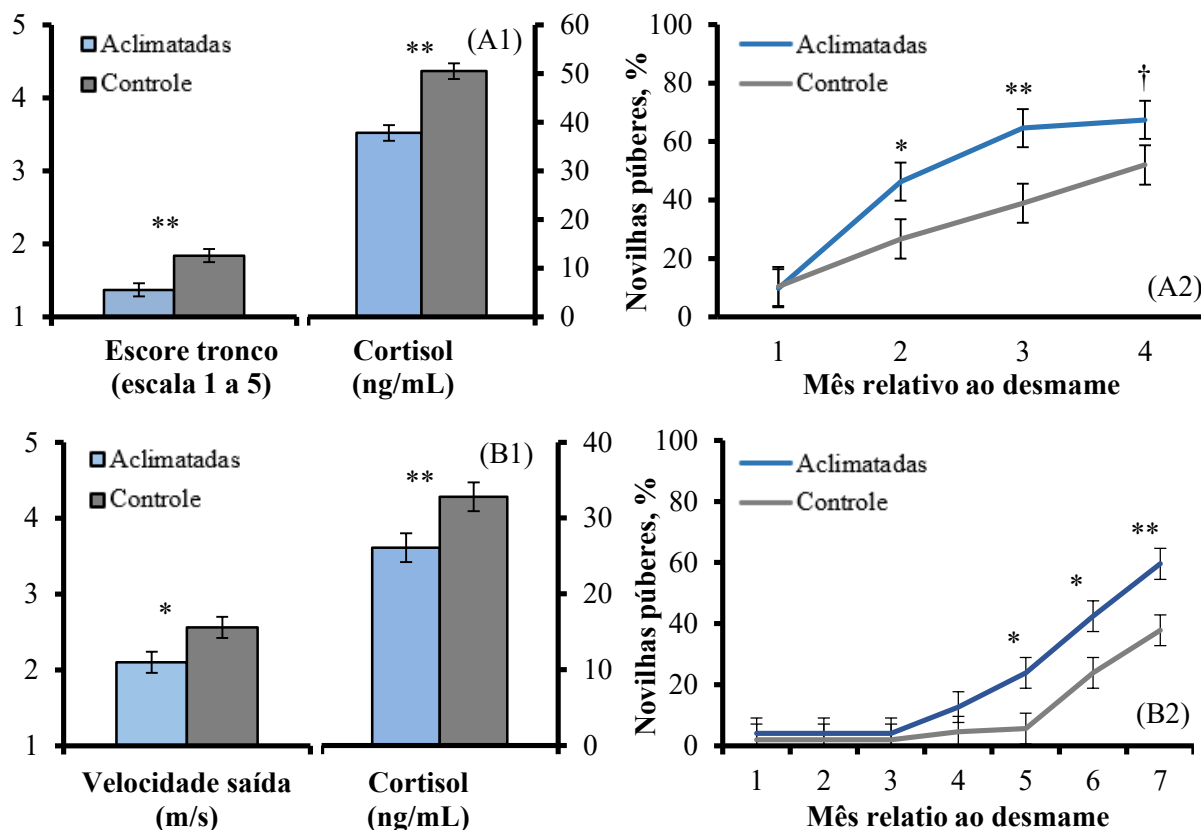 5
4
3
2
1
Aclimatadas
Controle
**
**
(A1)
60
50
40
30
20
10
0
Escore tronco
(escala 1 a 5)
Cortisol
(ng/mL)
Novilhas púberes, %
100
80
60
40
20
0
Aclimatadas
Controle
*
**
†
(A2)
1 2 3 4
Mês relativo ao desmame
5
4
3
2
1
Aclimatadas
Controle
*
**
(B1)
40
30
20
10
0
Velocidade saída
(m/s)
Cortisol
(ng/mL)
Novilhas púberes, %
100
80
60
40
20
0
Aclimatadas
Controle
*
*
**
(B2)
1 2 3 4 5 6 7
Mês relatio ao desmame